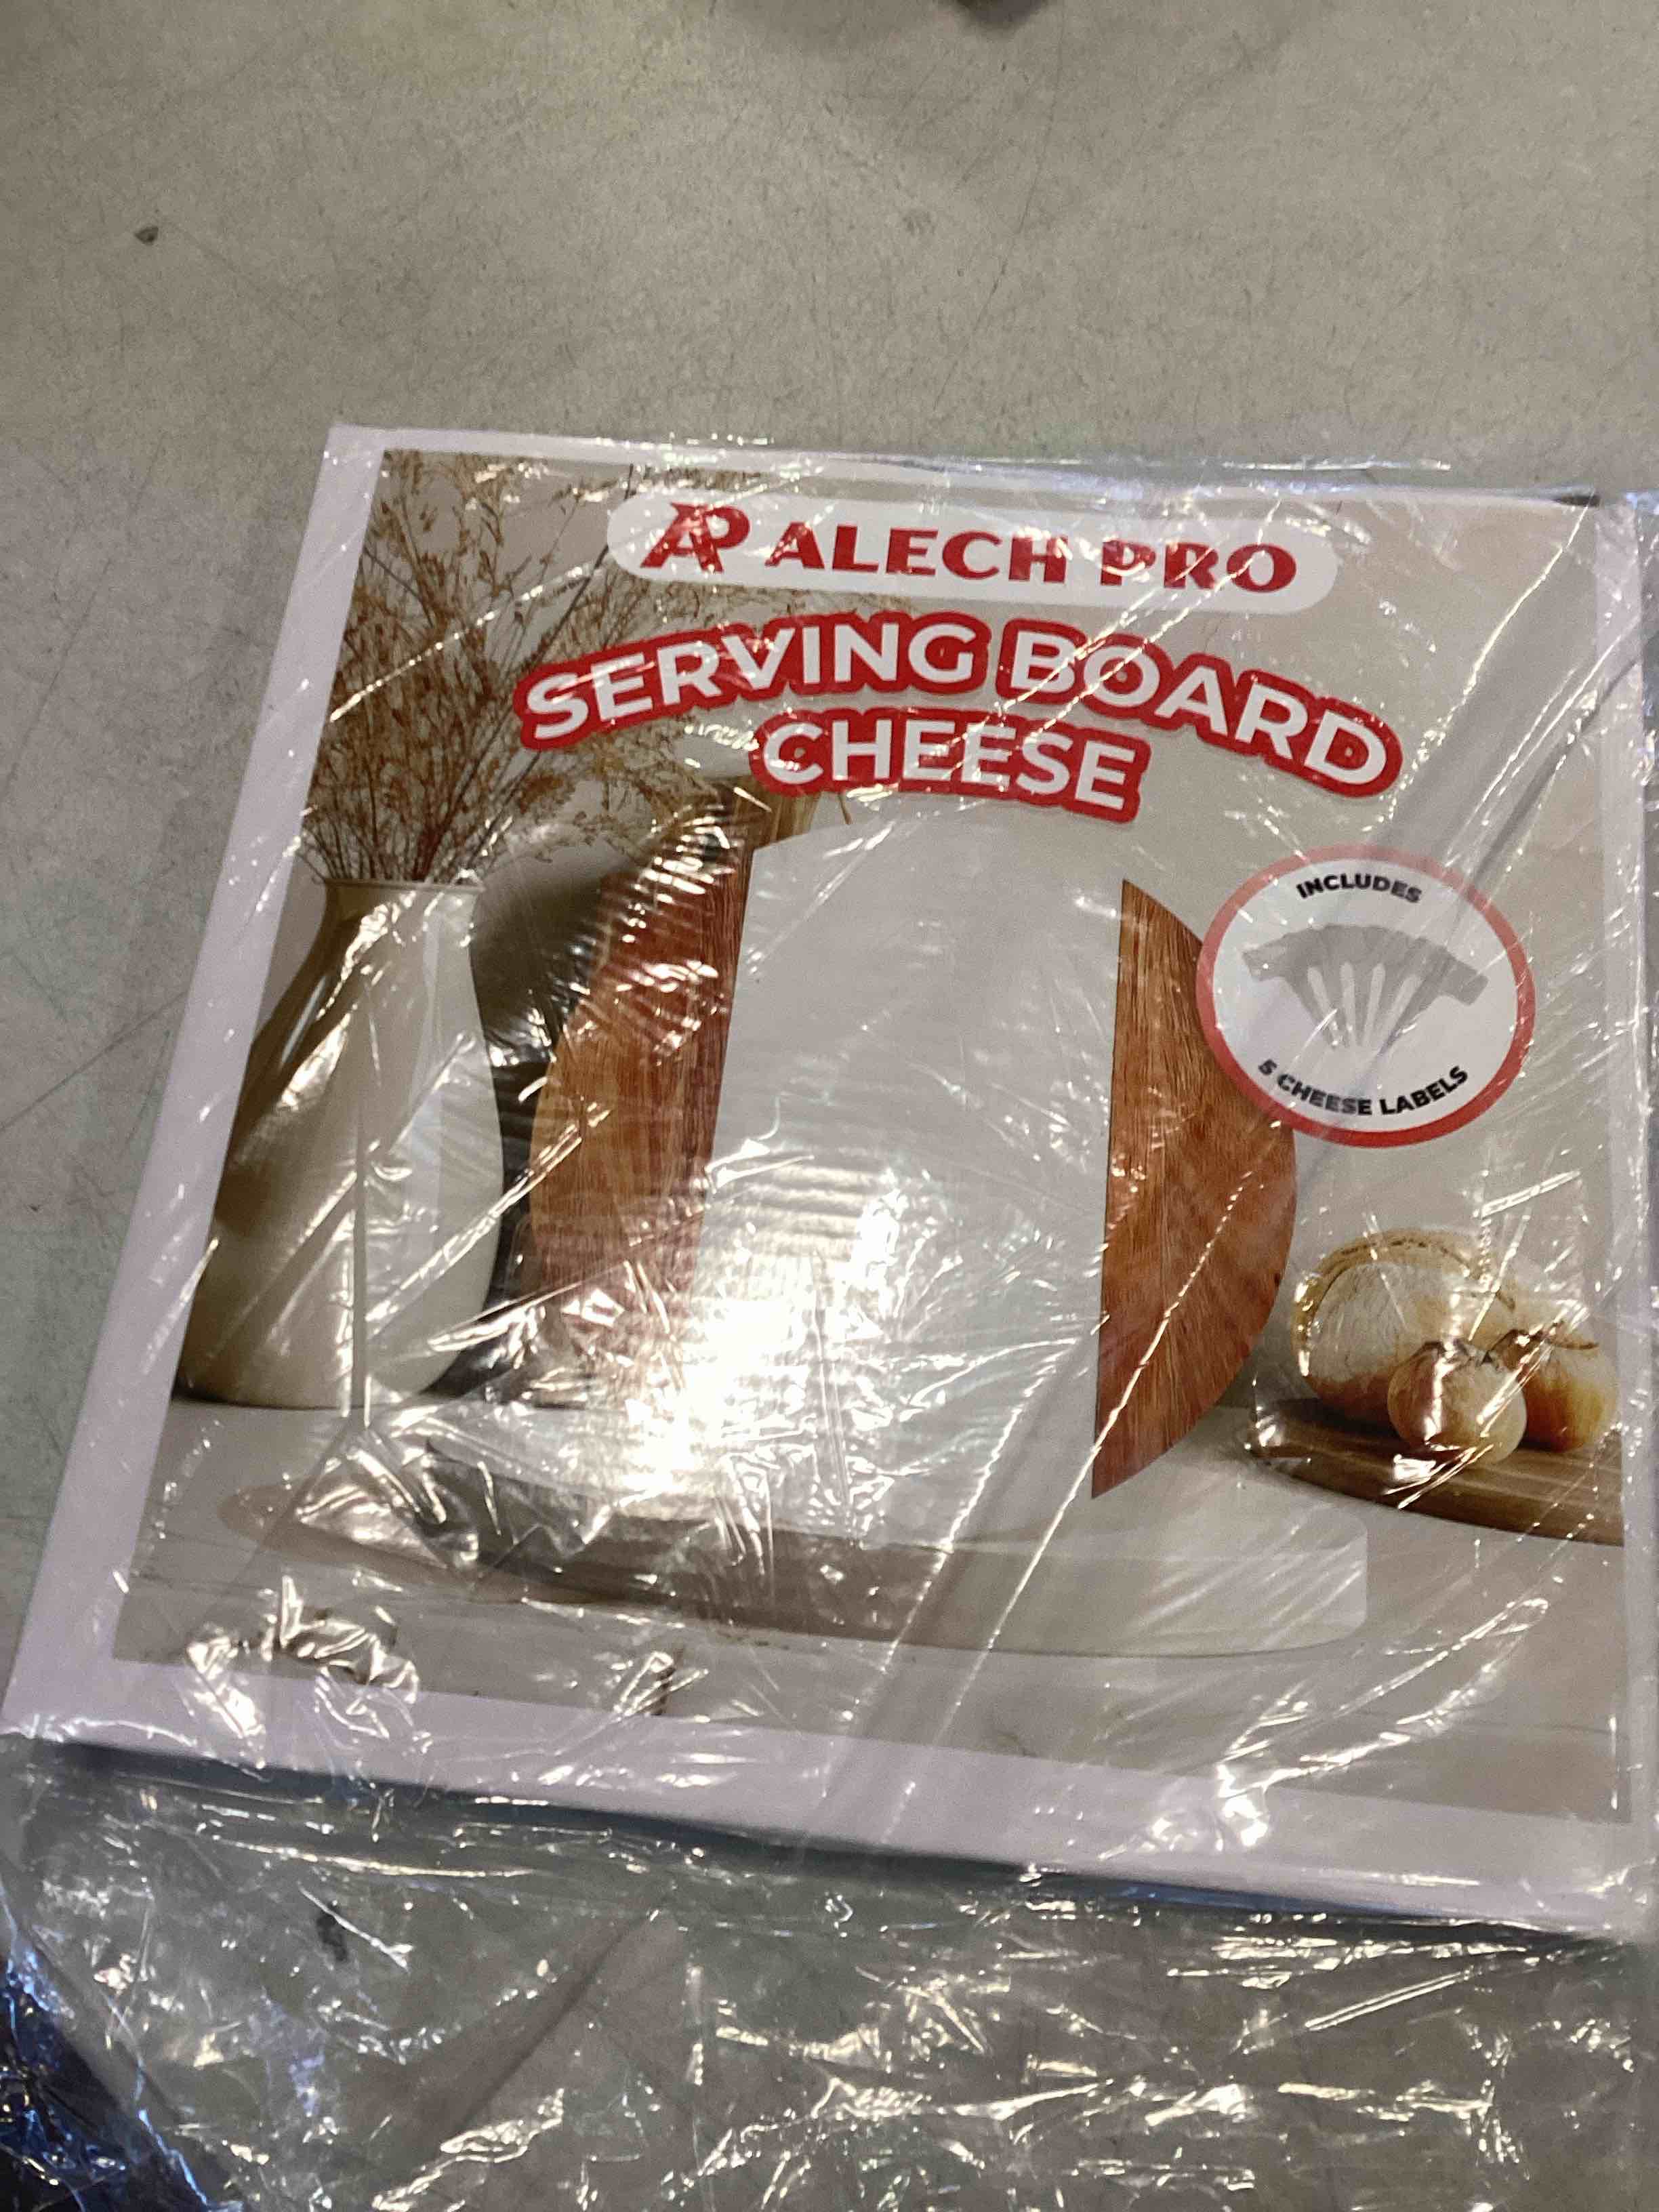 AP ALECH PRO
SERVING BOARD
CHEESE
INCLUDES
5 CHEESE LABELS